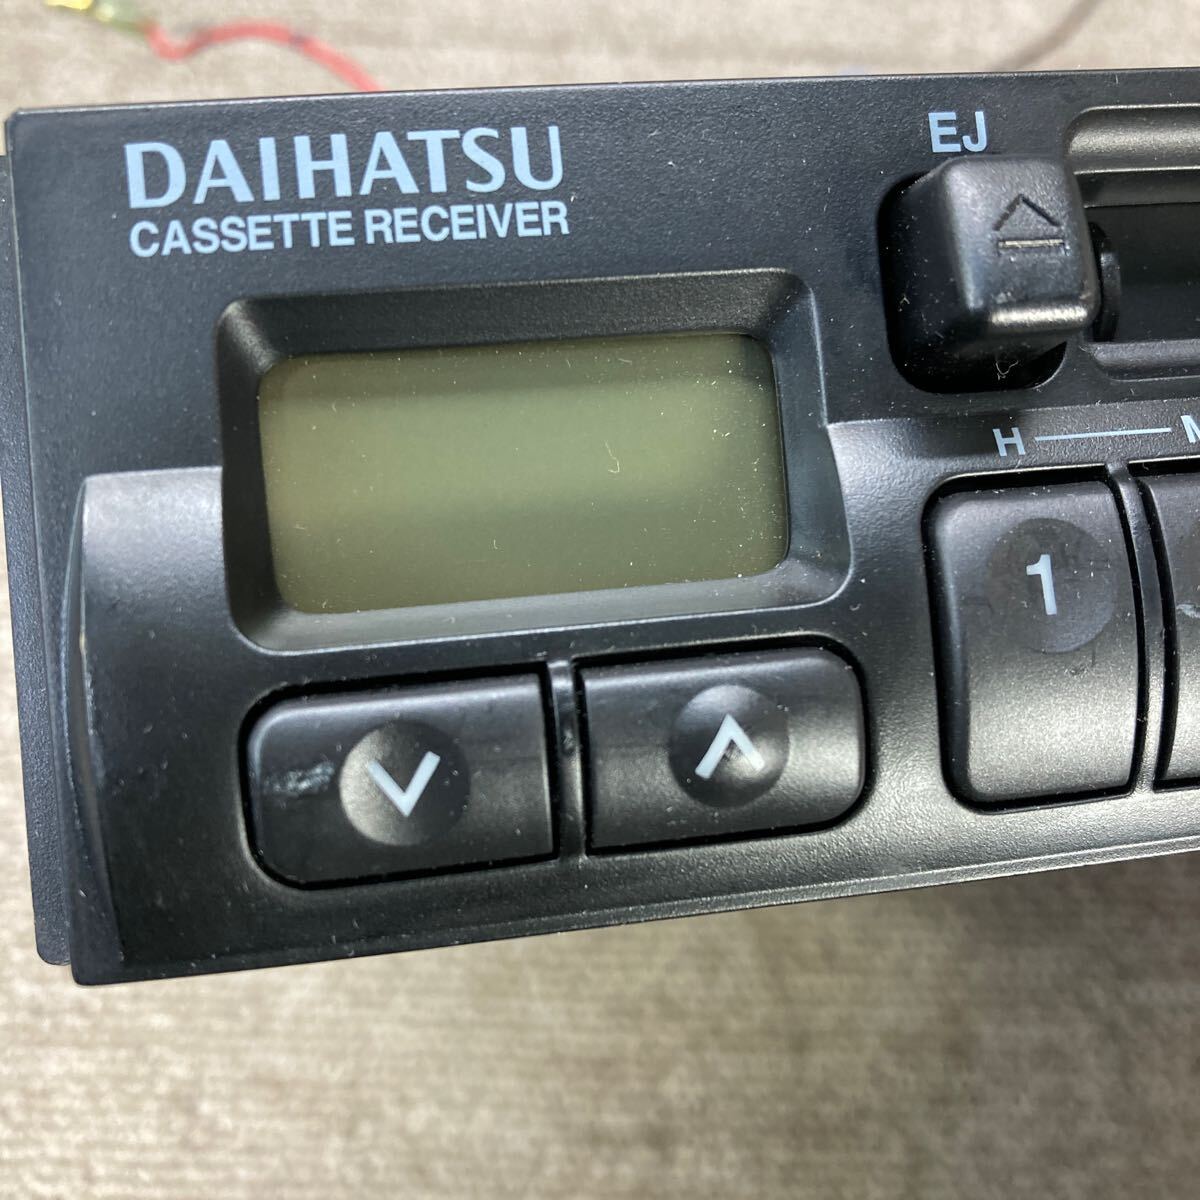 DAIHATSU
CASSETTE RECEIVER
EJ
H
1